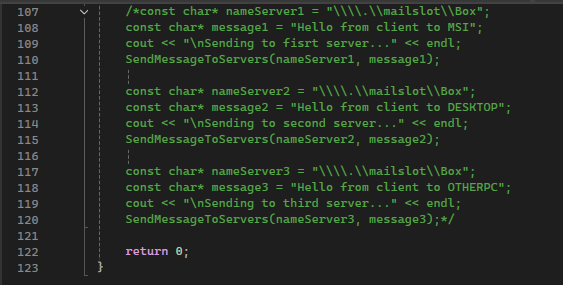 107 /*const char* nameServer1 = "\\\\.\\mailslot\\Box";
108 const char* message1 = "Hello from client to MSI";
109 cout << "\nSending to fisrt server..." << endl;
110 SendMessageToServers(nameServer1, message1);
111
112 const char* nameServer2 = "\\\\.\\mailslot\\Box";
113 const char* message2 = "Hello from client to DESKTOP";
114 cout << "\nSending to second server..." << endl;
115 SendMessageToServers(nameServer2, message2);
116
117 const char* nameServer3 = "\\\\.\\mailslot\\Box";
118 const char* message3 = "Hello from client to OTHERPC";
119 cout << "\nSending to third server..." << endl;
120 SendMessageToServers(nameServer3, message3);*/
121
122 return 0;
123 }